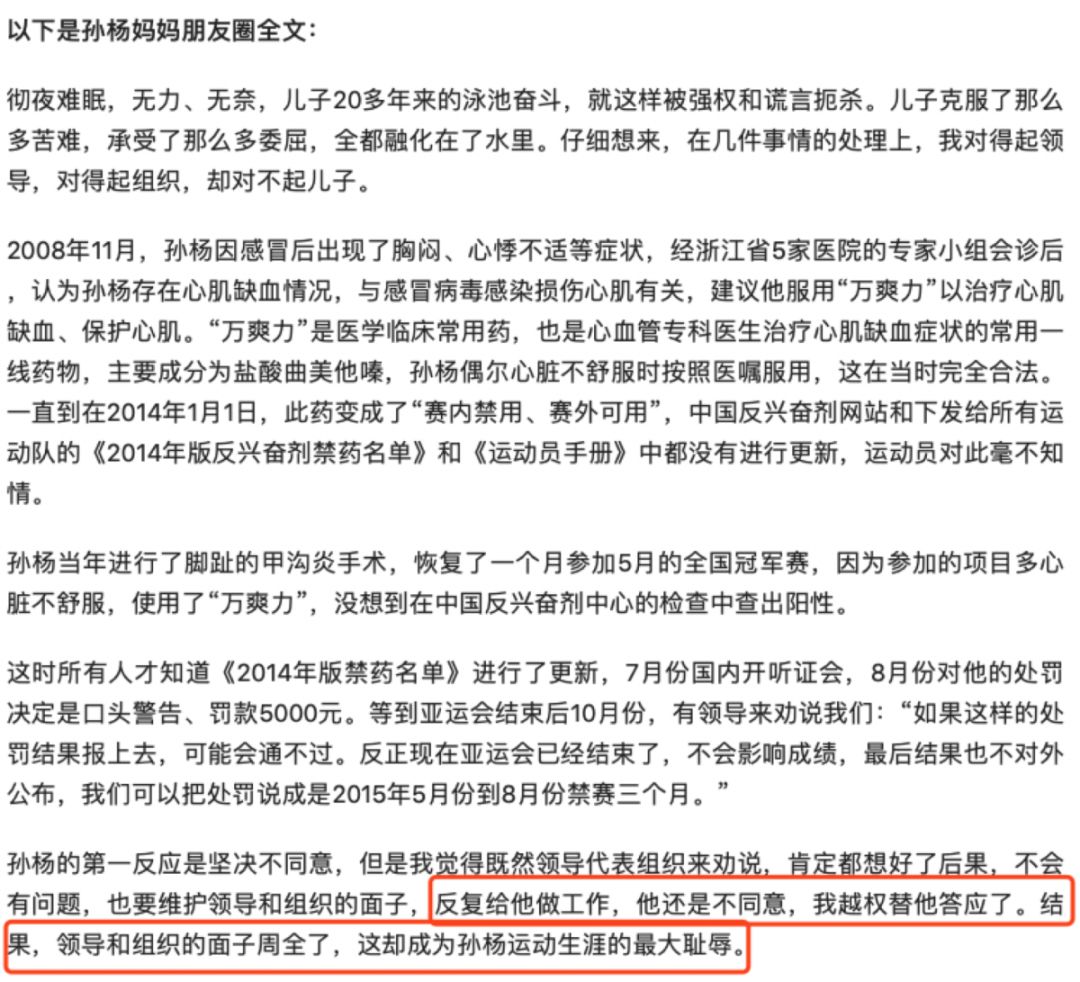 以下是孙杨妈妈朋友圈全文：
彻夜难眠，无力、无奈，儿子20多年来的泳池奋斗，就这样被强权和谎言扼杀。儿子克服了那么
多苦难，承受了那么多委屈，全都融化在了水里。仔细想来，在几件事情的处理上，我对得起领
导，对得起组织，却对不起儿子。
2008年11月，孙杨因感冒后出现了胸闷、心悸不适等症状，经浙江省5家医院的专家小组会诊后
，认为孙杨存在心肌缺血情况，与感冒病毒感染损伤心肌有关，建议他服用“万爽力”以治疗心肌
缺血、保护心肌。“万爽力”是医学临床常用药，也是心血管专科医生治疗心肌缺血症状的常用一
线药物，主要成分为盐酸曲美他嗪，孙杨偶尔心脏不舒服时按照医嘱服用，这在当时完全合法。
一直到在2014年1月1日，此药变成了“赛内禁用、赛外可用”，中国反兴奋剂网站和下发给所有运
动队的《2014年版反兴奋剂禁药名单》和《运动员手册》中都没有进行更新，运动员对此毫不知
情。
孙杨当年进行了脚趾的甲沟炎手术，恢复了一个月参加5月的全国冠军赛，因为参加的项目多心
脏不舒服，使用了“万爽力”，没想到在中国反兴奋剂中心的检查中查出阳性。
这时所有人才知道《2014年版禁药名单》进行了更新，7月份国内开听证会，8月份对他的处罚
决定是口头警告、罚款5000元。等到亚运会结束后10月份，有领导来劝说我们：“如果这样的处
罚结果报上去，可能会通不过。反正现在亚运会已经结束了，不会影响成绩，最后结果也不对外
公布，我们可以把处罚说成是2015年5月份到8月份禁赛三个月。”
孙杨的第一反应是坚决不同意，但是我觉得既然领导代表组织来劝说，肯定都想好了后果，不会
有问题，也要维护领导和组织的面子，反复给他做工作，他还是不同意，我越权替他答应了。结
果，领导和组织的面子周全了，这却成为孙杨运动生涯的最大耻辱。